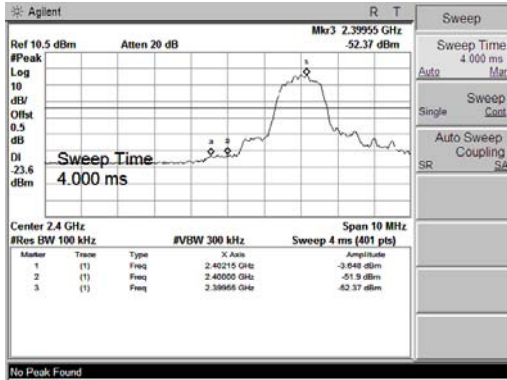 Agilent R T
Mkr3 2.39955 GHz
Ref 10.5 dBm Atten 20 dB -52.37 dBm
#Peak
Log
10
dB/
Offst
0.5
dB
DI
-23.6
dBm
Sweep Time
4.000 ms
Center 2.4 GHz Span 10 MHz
#Res BW 100 kHz #VBW 300 kHz Sweep 4 ms (401 pts)
Marker Trace Type X Axis Amplitude
1 (1) Freq 2.40215 GHz -3.648 dBm
2 (1) Freq 2.40000 GHz -51.9 dBm
3 (1) Freq 2.39955 GHz -52.37 dBm
No Peak Found
Sweep
Sweep Time
4.000 ms
Auto Man
Sweep
Single Cont
Auto Sweep
Coupling
SR SA